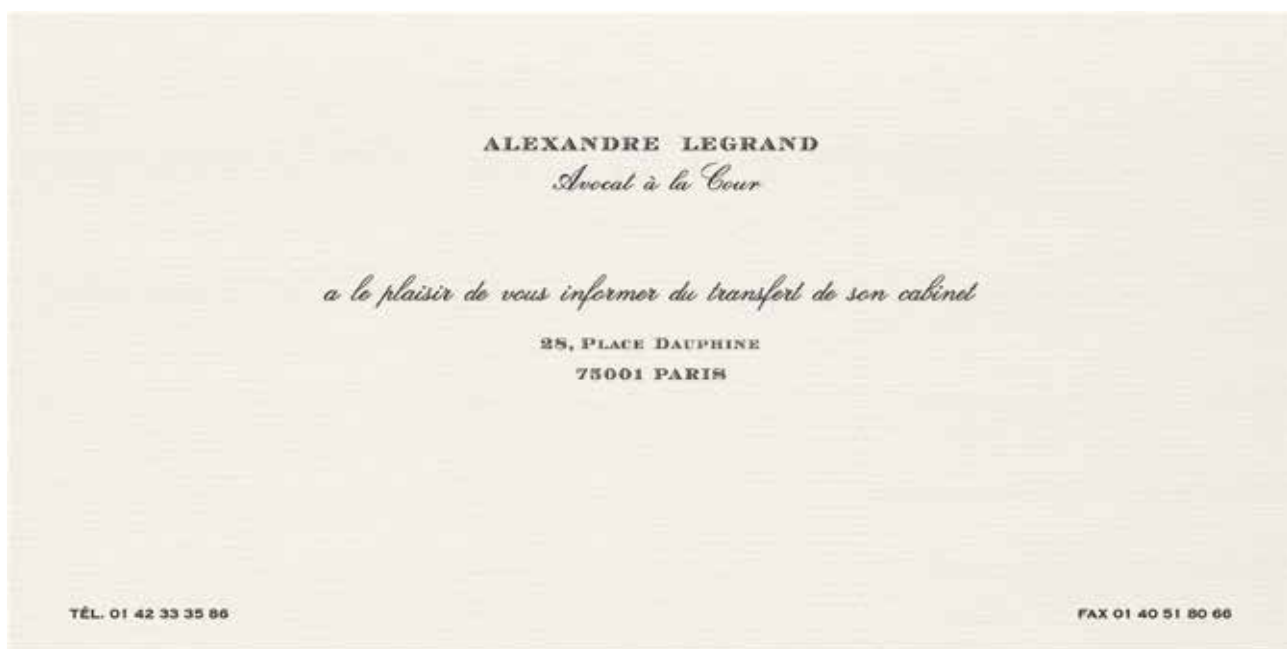 ALEXANDRE LEGRAND
Avocat à la Cour
a le plaisir de vous informer du transfert de son cabinet
28, PLACE DAUPHINE
75001 PARIS
TÉL. 01 42 33 35 86
FAX 01 40 51 80 66